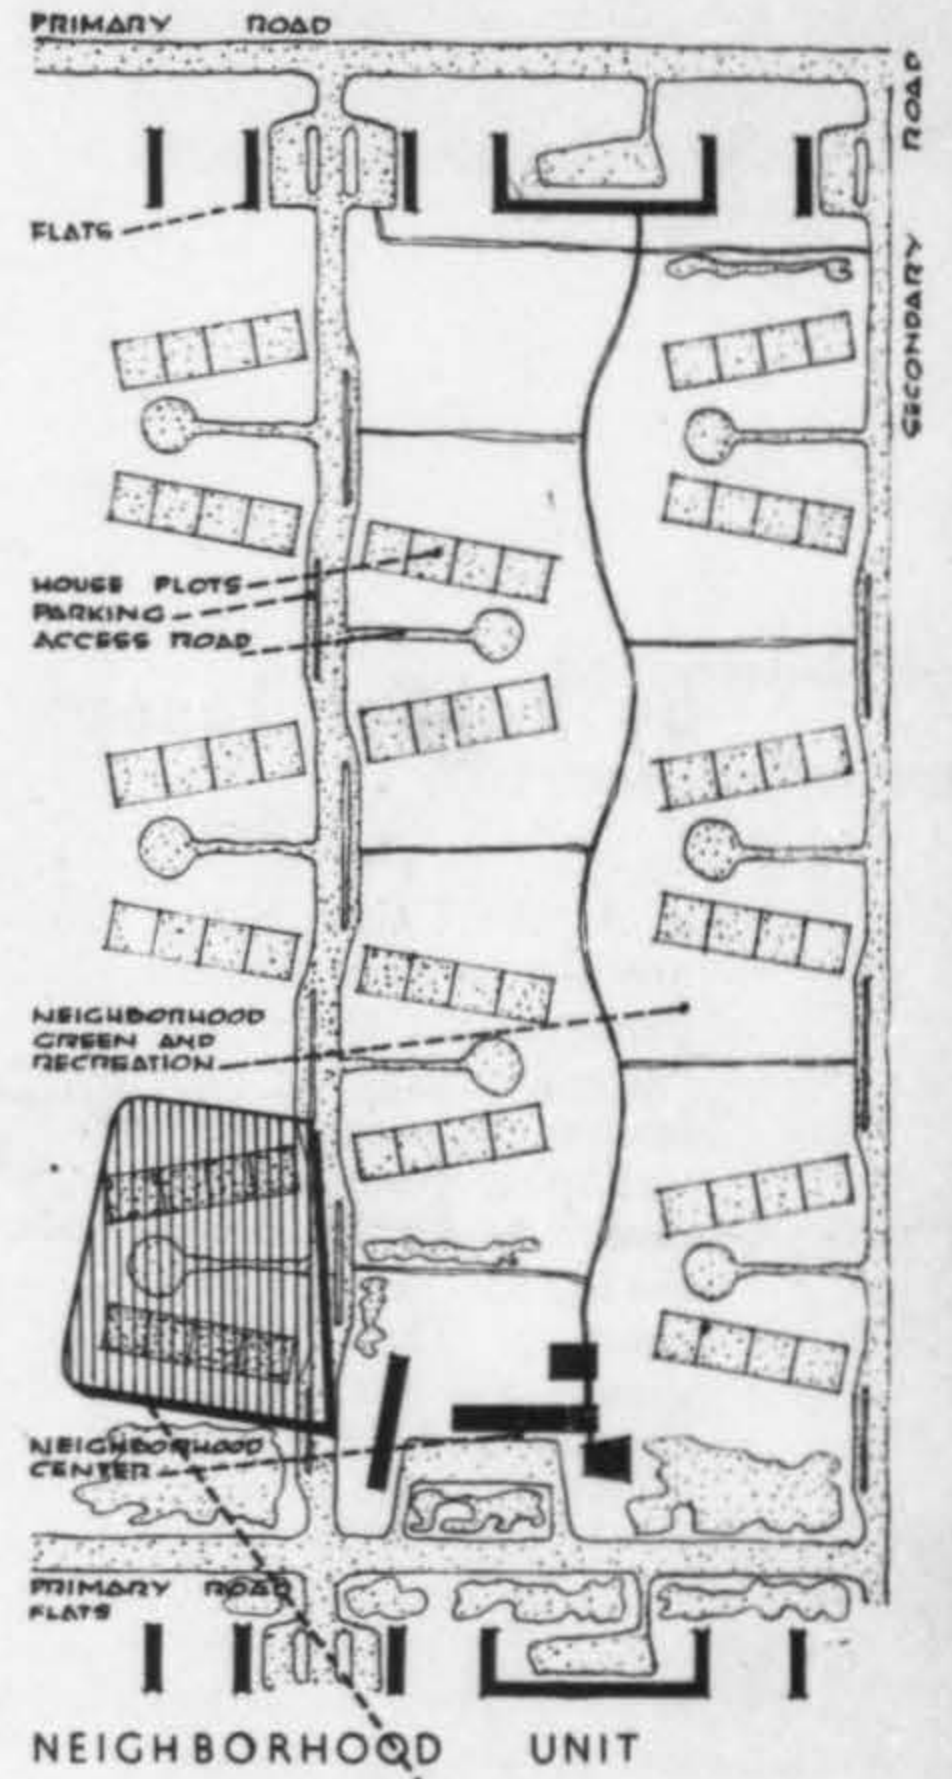 PRIMARY ROAD
SECONDARY ROAD
FLATS
HOUSE PLOTS
PARKING
ACCESS ROAD
NEIGHBORHOOD
GREEN AND
RECREATION
NEIGHBORHOOD
CENTER
PRIMARY ROAD
FLATS
NEIGHBORHOOD UNIT